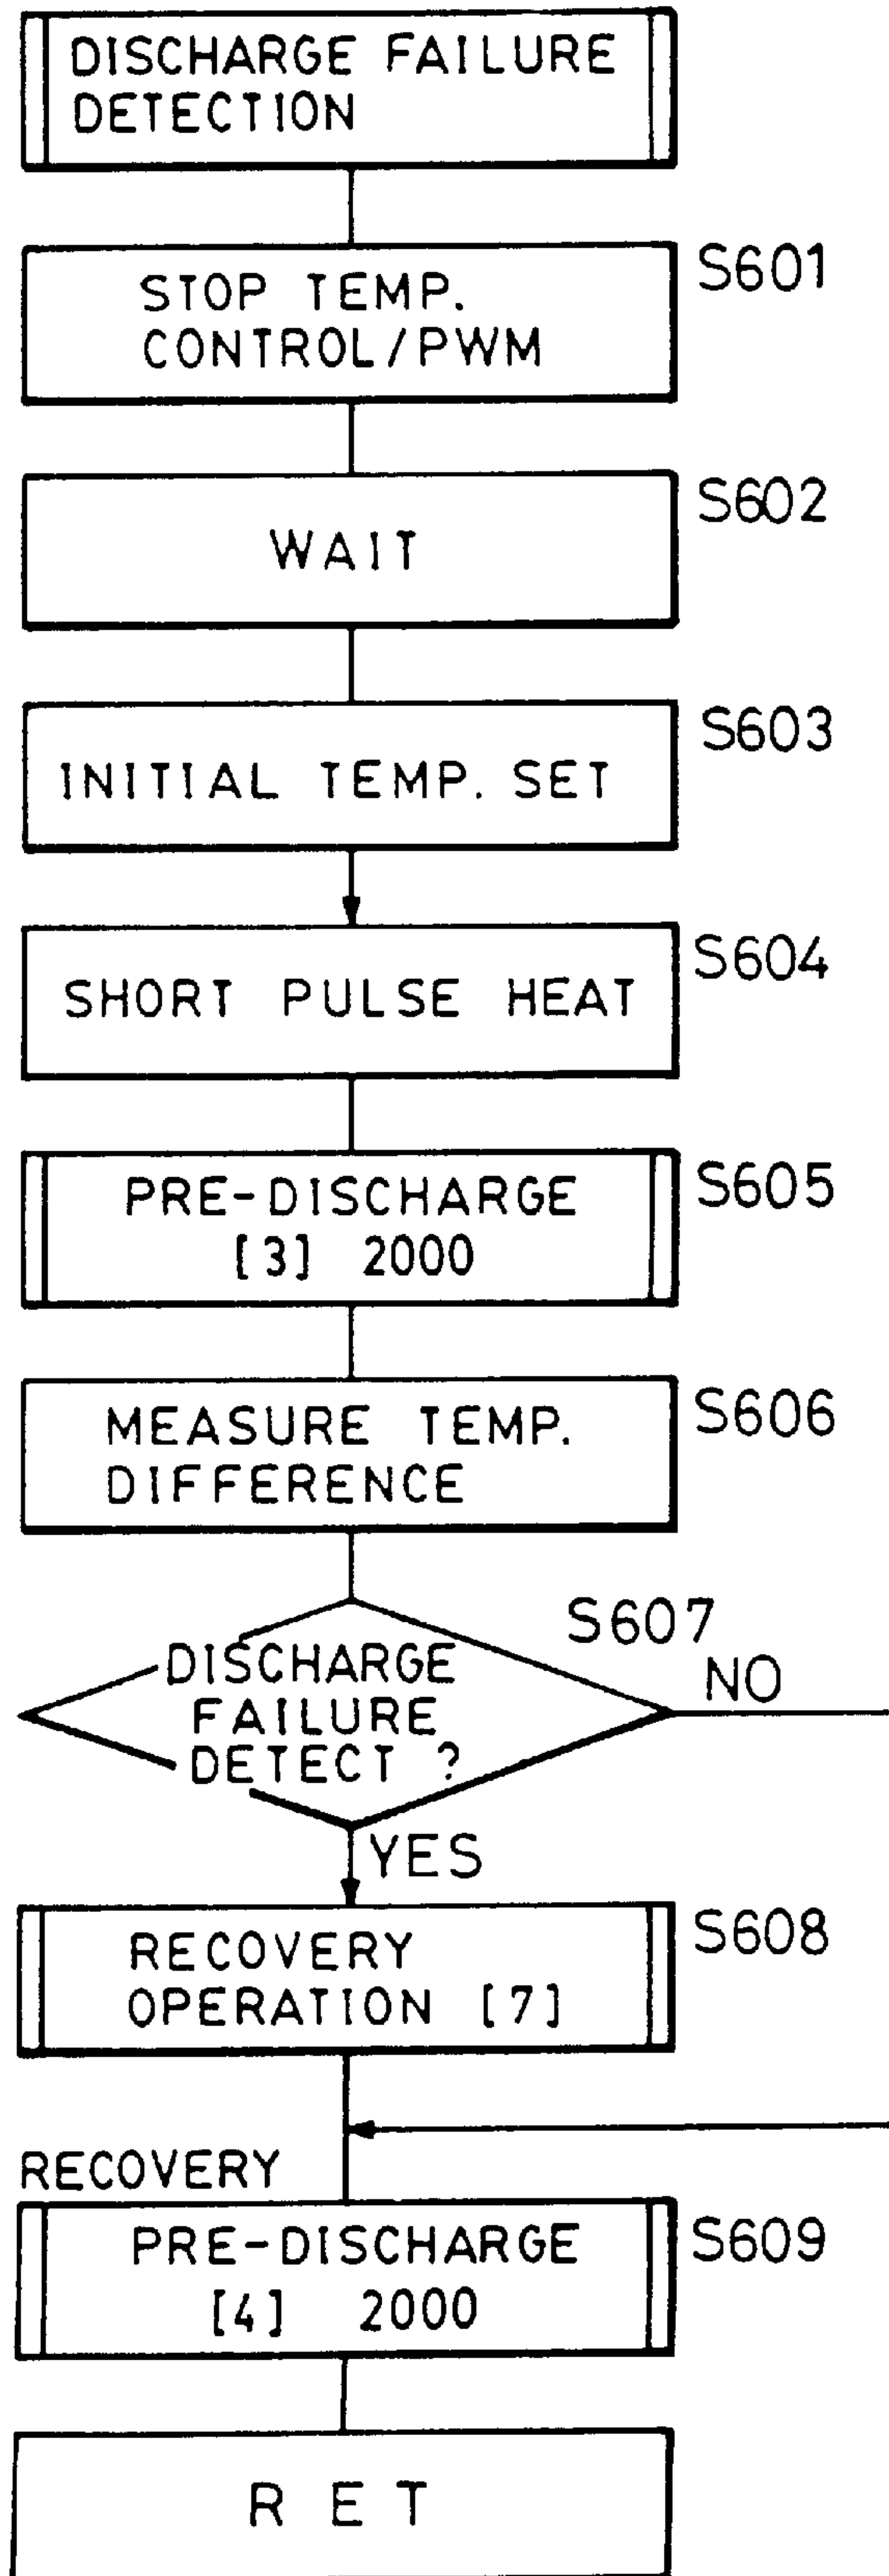 DISCHARGE FAILURE
DETECTION
S601
STOP TEMP.
CONTROL/PWM
S602
WAIT
S603
INITIAL TEMP. SET
S604
SHORT PULSE HEAT
S605
PRE-DISCHARGE
[3] 2000
S606
MEASURE TEMP.
DIFFERENCE
S607
DISCHARGE
FAILURE
DETECT ?
NO
YES
S608
RECOVERY
OPERATION [7]
RECOVERY
S609
PRE-DISCHARGE
[4] 2000
RET